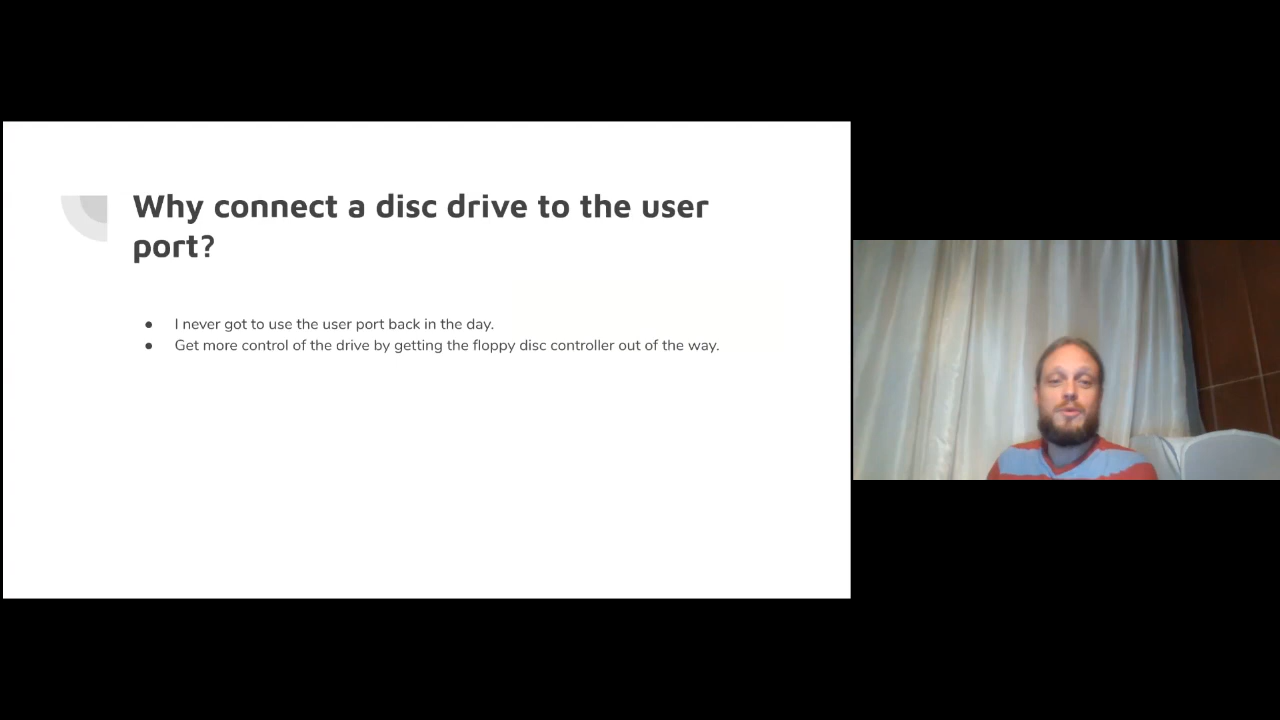 Why connect a disc drive to the user
port?
● I never got to use the user port back in the day.
● Get more control of the drive by getting the floppy disc controller out of the way.